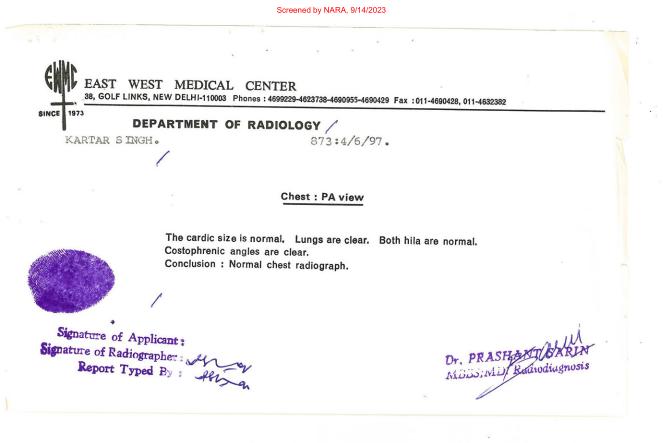 Screened by NARA, 9/14/2023
EWMC
EAST WEST MEDICAL CENTER
38, GOLF LINKS, NEW DELHI-110003 Phones : 4699229-4623738-4690955-4690429 Fax : 011-4690428, 011-4632382
SINCE 1973
DEPARTMENT OF RADIOLOGY
KARTAR SINGH. 873:4/6/97.
Chest : PA view
The cardic size is normal. Lungs are clear. Both hila are normal.
Costophrenic angles are clear.
Conclusion : Normal chest radiograph.
Signature of Applicant :
Signature of Radiographer :
Report Typed By :
Dr. PRASHANT SARIN
MBBS; MD/ Radiodiagnosis